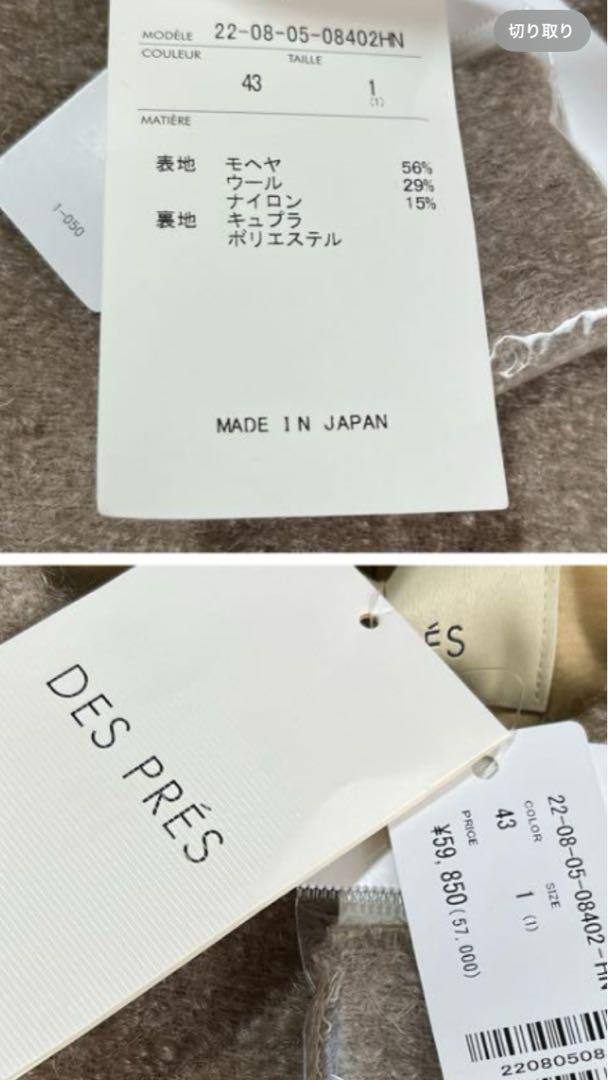 切り取り
MODÈLE 22-08-05-08402HN
COULEUR TAILLE
43 1
(1)
MATIÈRE
表地 モヘヤ 56%
ウール 29%
ナイロン 15%
裏地 キュプラ
ポリエステル
MADE IN JAPAN
1-050
DES PRÉS
ÉS
22-08-05-08402-HN
COLOR SIZE
43 1 (1)
PRICE
¥59,850(57.000)
22080508